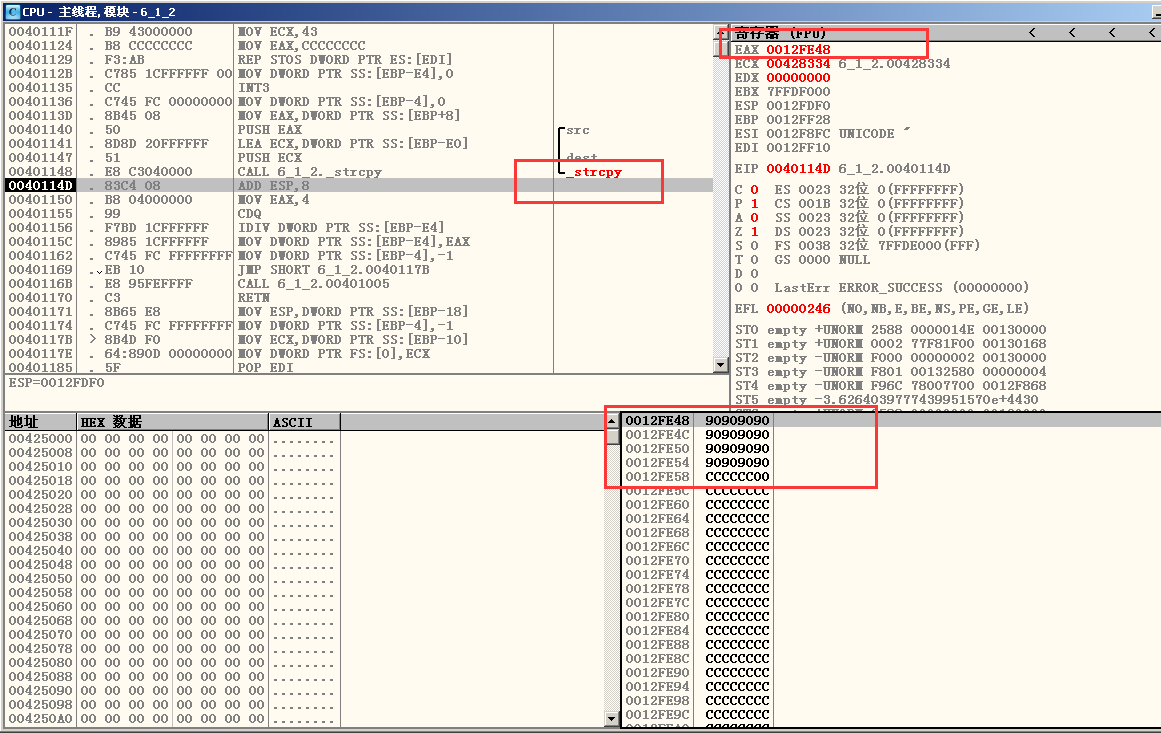 CPU - 主线程, 模块 - 6_1_2
0040111F . B9 43000000 MOV ECX,43
00401124 . B8 CCCCCCCC MOV EAX,CCCCCCCC
00401129 . F3:AB REP STOS DWORD PTR ES:[EDI]
0040112B . C785 1CFFFFFF 00 MOV DWORD PTR SS:[EBP-E4],0
00401135 . CC INT3
00401136 . C745 FC 00000000 MOV DWORD PTR SS:[EBP-4],0
0040113D . 8B45 08 MOV EAX,DWORD PTR SS:[EBP+8]
00401140 . 50 PUSH EAX src
00401141 . 8D8D 20FFFFFF LEA ECX,DWORD PTR SS:[EBP-E0]
00401147 . 51 PUSH ECX dest
00401148 . E8 C3040000 CALL 6_1_2._strcpy _strcpy
0040114D . 83C4 08 ADD ESP,8
00401150 . B8 04000000 MOV EAX,4
00401155 . 99 CDQ
00401156 . F7BD 1CFFFFFF IDIV DWORD PTR SS:[EBP-E4]
0040115C . 8985 1CFFFFFF MOV DWORD PTR SS:[EBP-E4],EAX
00401162 . C745 FC FFFFFFFF MOV DWORD PTR SS:[EBP-4],-1
00401169 . EB 10 JMP SHORT 6_1_2.0040117B
0040116B . E8 95FEFFFF CALL 6_1_2.00401005
00401170 . C3 RETN
00401171 . 8B65 E8 MOV ESP,DWORD PTR SS:[EBP-18]
00401174 . C745 FC FFFFFFFF MOV DWORD PTR SS:[EBP-4],-1
0040117B > 8B4D F0 MOV ECX,DWORD PTR SS:[EBP-10]
0040117E . 64:890D 00000000 MOV DWORD PTR FS:[0],ECX
00401185 . 5F POP EDI
ESP=0012FDF0
寄存器 (FPU) < < < <
EAX 0012FE48
ECX 00428334 6_1_2.00428334
EDX 00000000
EBX 7FFDF000
ESP 0012FDF0
EBP 0012FF28
ESI 0012F8FC UNICODE "
EDI 0012FF10
EIP 0040114D 6_1_2.0040114D
C 0 ES 0023 32位 0(FFFFFFFF)
P 1 CS 001B 32位 0(FFFFFFFF)
A 0 SS 0023 32位 0(FFFFFFFF)
Z 1 DS 0023 32位 0(FFFFFFFF)
S 0 FS 0038 32位 7FFDE000(FFF)
T 0 GS 0000 NULL
D 0
O 0 LastErr ERROR_SUCCESS (00000000)
EFL 00000246 (NO,NB,E,BE,NS,PE,GE,LE)
ST0 empty +UNORM 2588 0000014E 00130000
ST1 empty +UNORM 0002 77F81F00 00130168
ST2 empty -UNORM F000 00000002 00130000
ST3 empty -UNORM F801 00132580 00000004
ST4 empty -UNORM F96C 78007700 0012F868
ST5 empty -3.6264039777439951570e+4430
地址 HEX 数据 ASCII
00425000 00 00 00 00 00 00 00 00 ........
00425008 00 00 00 00 00 00 00 00 ........
00425010 00 00 00 00 00 00 00 00 ........
00425018 00 00 00 00 00 00 00 00 ........
00425020 00 00 00 00 00 00 00 00 ........
00425028 00 00 00 00 00 00 00 00 ........
00425030 00 00 00 00 00 00 00 00 ........
00425038 00 00 00 00 00 00 00 00 ........
00425040 00 00 00 00 00 00 00 00 ........
00425048 00 00 00 00 00 00 00 00 ........
00425050 00 00 00 00 00 00 00 00 ........
00425058 00 00 00 00 00 00 00 00 ........
00425060 00 00 00 00 00 00 00 00 ........
00425068 00 00 00 00 00 00 00 00 ........
00425070 00 00 00 00 00 00 00 00 ........
00425078 00 00 00 00 00 00 00 00 ........
00425080 00 00 00 00 00 00 00 00 ........
00425088 00 00 00 00 00 00 00 00 ........
00425090 00 00 00 00 00 00 00 00 ........
00425098 00 00 00 00 00 00 00 00 ........
004250A0 00 00 00 00 00 00 00 00 ........
0012FE48 90909090
0012FE4C 90909090
0012FE50 90909090
0012FE54 90909090
0012FE58 CCCCCC00
0012FE5C CCCCCCCC
0012FE60 CCCCCCCC
0012FE64 CCCCCCCC
0012FE68 CCCCCCCC
0012FE6C CCCCCCCC
0012FE70 CCCCCCCC
0012FE74 CCCCCCCC
0012FE78 CCCCCCCC
0012FE7C CCCCCCCC
0012FE80 CCCCCCCC
0012FE84 CCCCCCCC
0012FE88 CCCCCCCC
0012FE8C CCCCCCCC
0012FE90 CCCCCCCC
0012FE94 CCCCCCCC
0012FE98 CCCCCCCC
0012FE9C CCCCCCCC